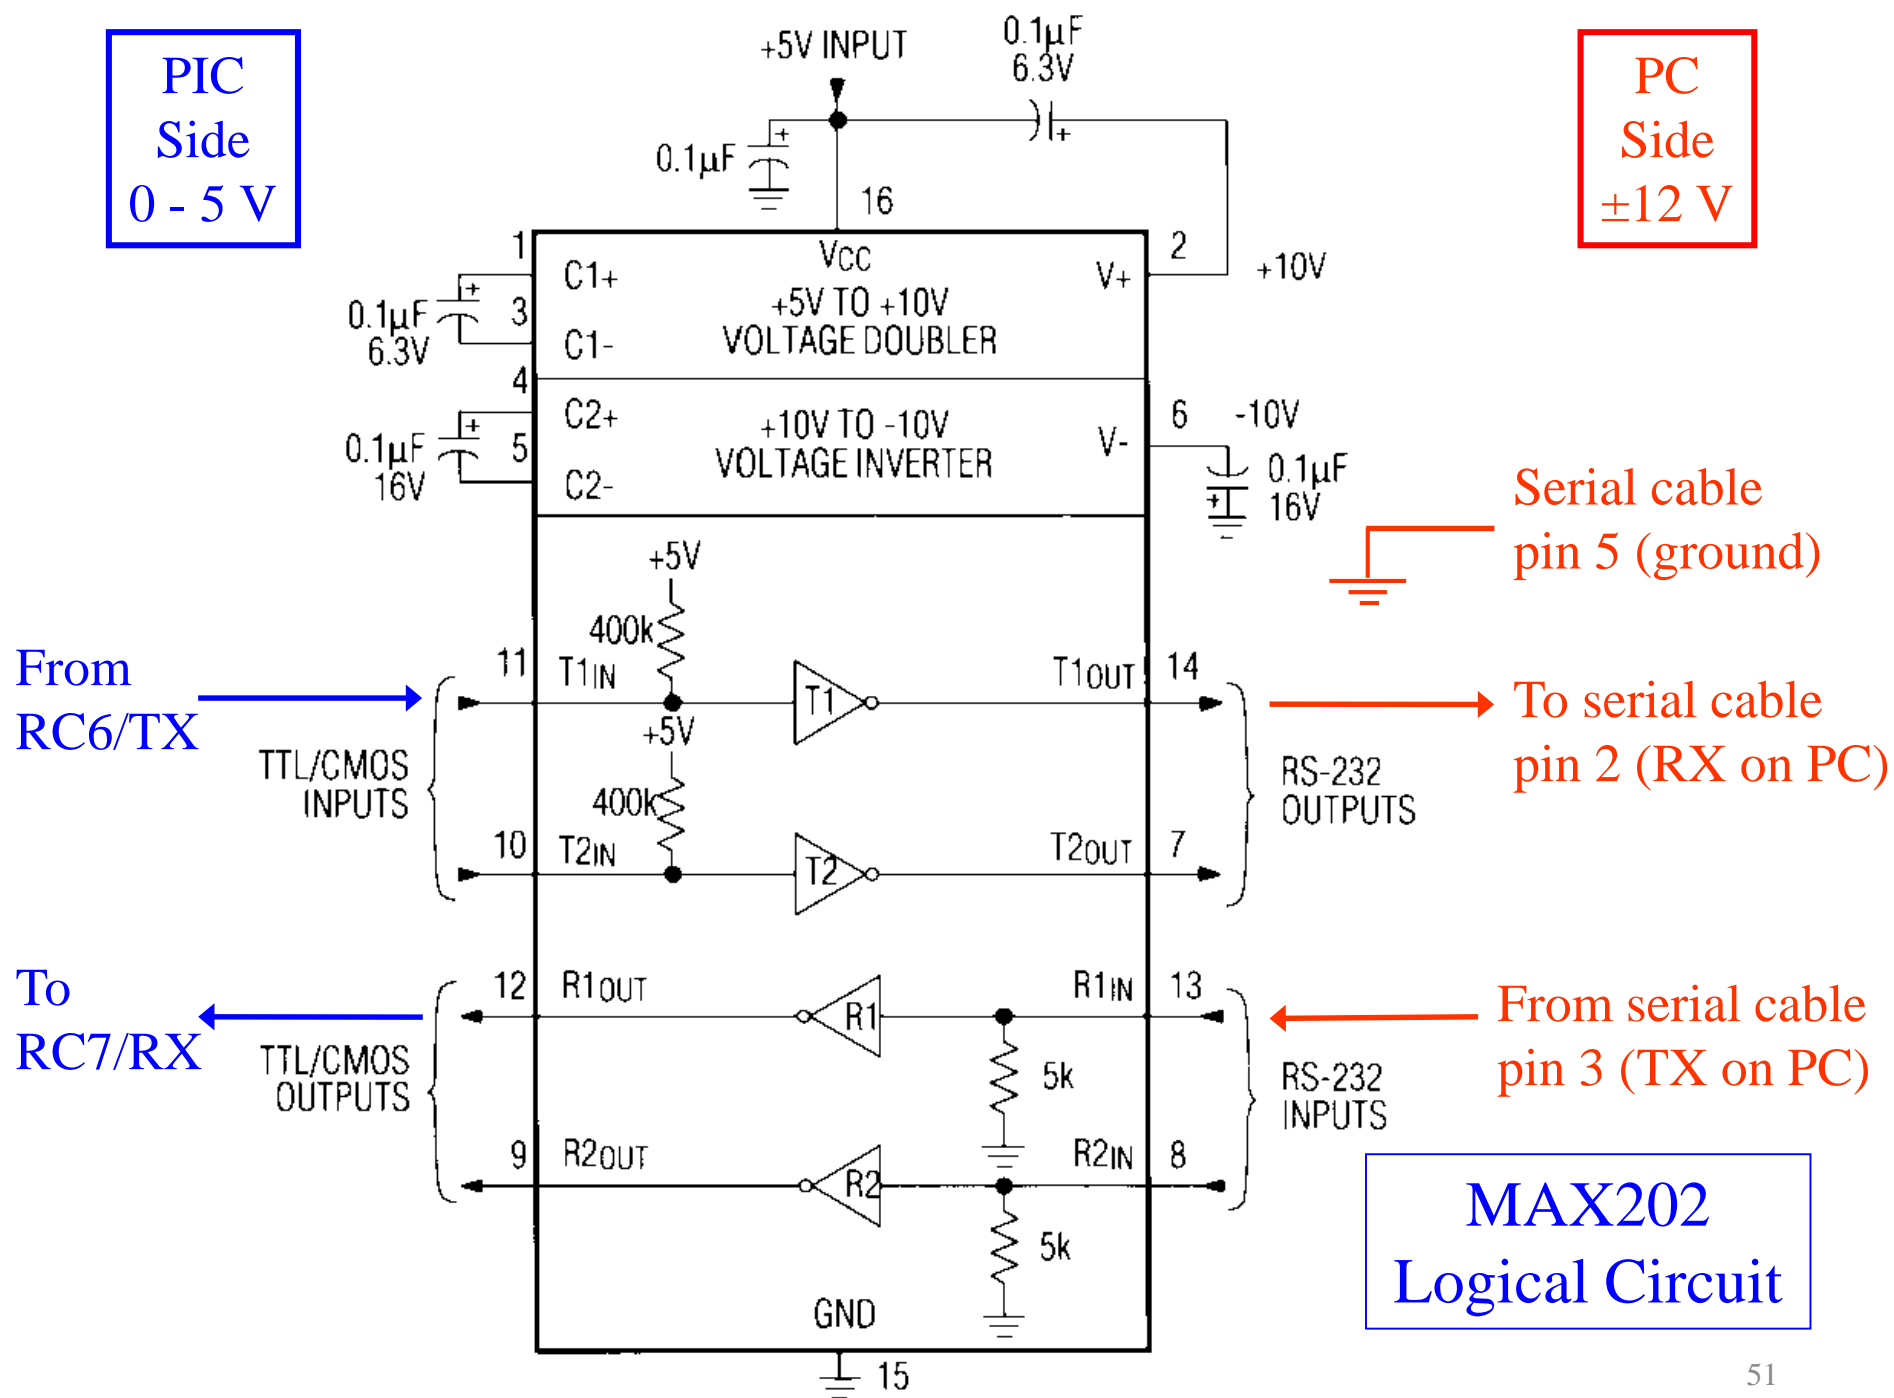 PIC
Side
0 - 5 V
+5V INPUT
0.1µF
6.3V
PC
Side
±12 V
0.1µF
+
+
16
1
VCC
2
C1+
+5V TO +10V
V+
+10V
0.1µF
6.3V
+
3
VOLTAGE DOUBLER
C1-
4
C2+
+10V TO -10V
6
-10V
0.1µF
16V
+
5
VOLTAGE INVERTER
V-
C2-
0.1µF
16V
+
Serial cable
pin 5 (ground)
+5V
400k
From
RC6/TX
11
T1IN
T1
T1OUT
14
To serial cable
pin 2 (RX on PC)
+5V
400k
TTL/CMOS
INPUTS
RS-232
OUTPUTS
10
T2IN
T2
T2OUT
7
To
RC7/RX
12
R1OUT
R1
R1IN
13
From serial cable
pin 3 (TX on PC)
5k
TTL/CMOS
OUTPUTS
RS-232
INPUTS
9
R2OUT
R2
R2IN
8
5k
MAX202
Logical Circuit
GND
15
51